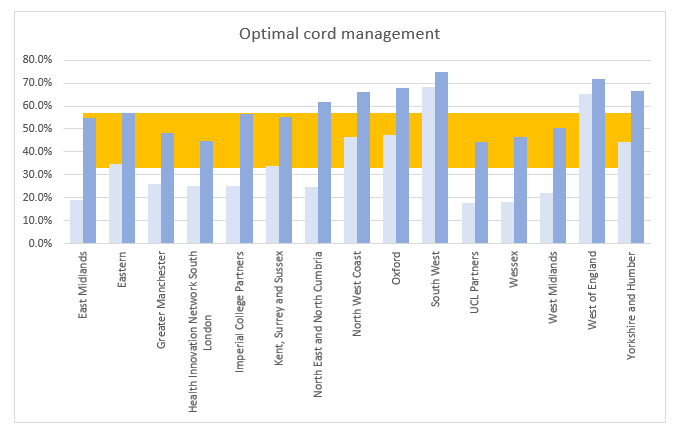 Optimal cord management
80.0%
70.0%
60.0%
50.0%
40.0%
30.0%
20.0%
10.0%
0.0%
East Midlands
Eastern
Greater Manchester
Health Innovation Network South
London
Imperial College Partners
Kent, Surrey and Sussex
North East and North Cumbria
North West Coast
Oxford
South West
UCL Partners
Wessex
West Midlands
West of England
Yorkshire and Humber